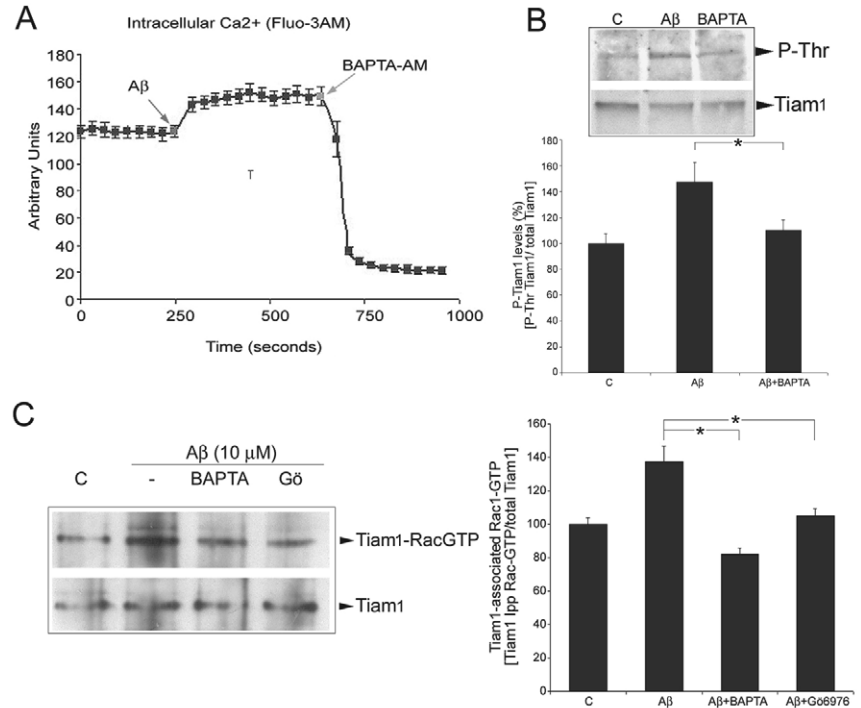 A
Intracellular Ca2+ (Fluo-3AM)
Arbitrary Units
180
160
140
120
100
80
60
40
20
0
Aβ
BAPTA-AM
0 250 500 750 1000
Time (seconds)
B
C Aβ BAPTA
P-Thr
Tiam1
P-Tiam1 levels (%)
[P-Thr Tiam1/ total Tiam1]
180
160
140
120
100
80
60
40
20
0
*
C Aβ Aβ+BAPTA
C
Aβ (10 μM)
C - BAPTA Gö
Tiam1-RacGTP
Tiam1
Tiam1-associated Rac1-GTP
[Tiam1 Ipp Rac-GTP/total Tiam1]
160
140
120
100
80
60
40
20
0
*
*
C Aβ Aβ+BAPTA Aβ+Gö6976